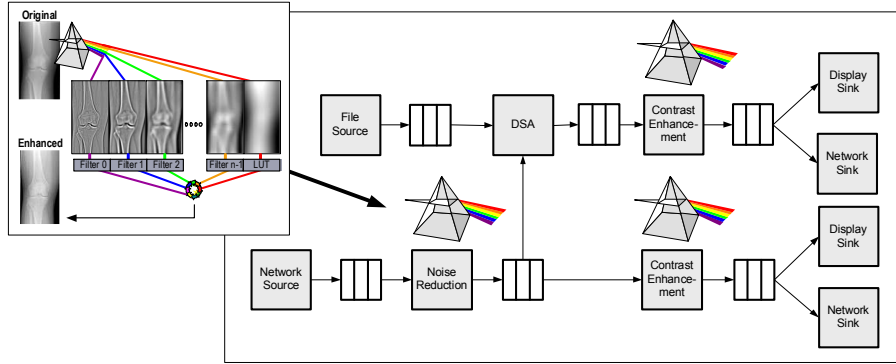 Original
Enhanced
Filter 0
Filter 1
Filter 2
Filter n-1
LUT
File
Source
DSA
Contrast
Enhance-
ment
Display
Sink
Network
Sink
Network
Source
Noise
Reduction
Contrast
Enhance-
ment
Display
Sink
Network
Sink